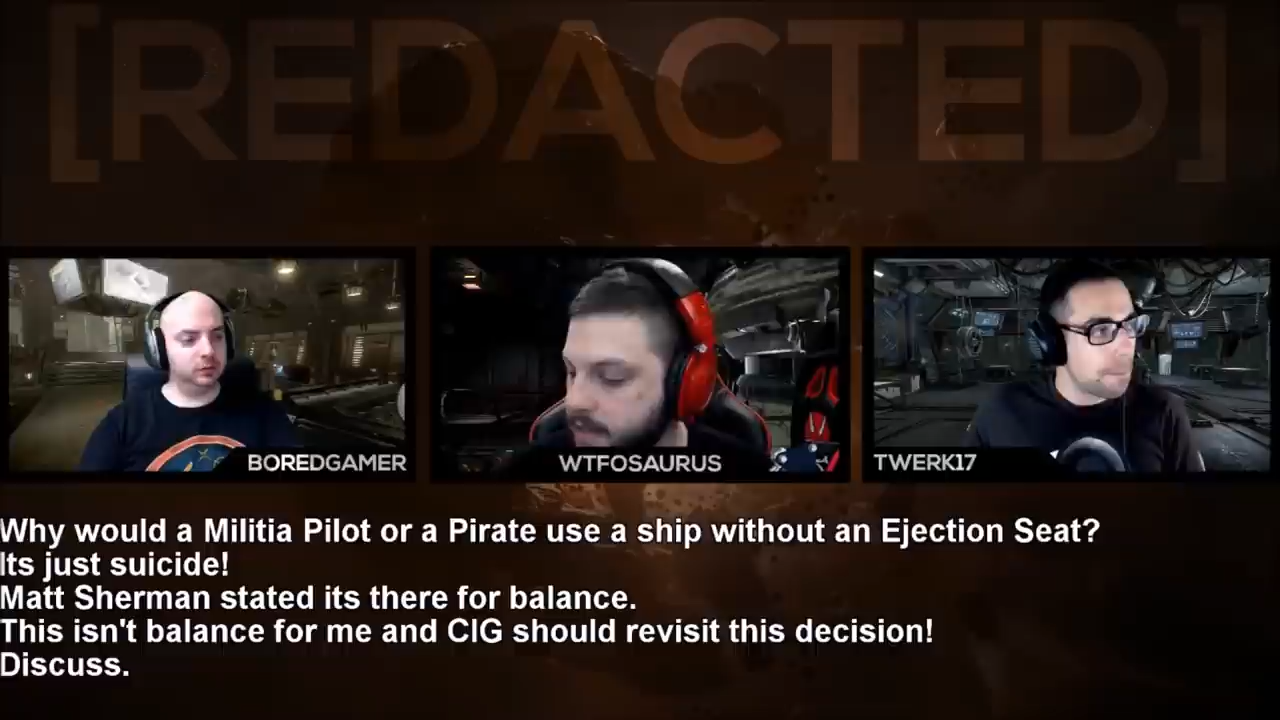 [REDACTED]
BOREDGAMER
WTFOSAURUS
TWERK17
Why would a Militia Pilot or a Pirate use a ship without an Ejection Seat?
Its just suicide!
Matt Sherman stated its there for balance.
This isn't balance for me and CIG should revisit this decision!
Discuss.